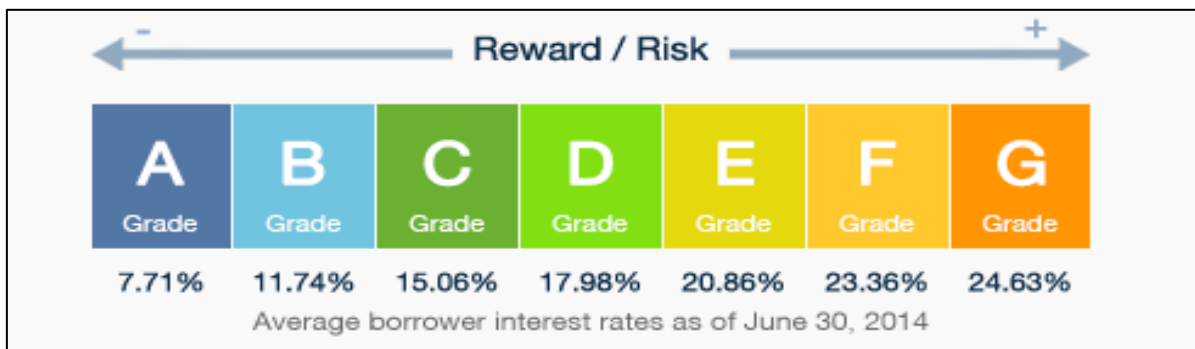 - +
Reward / Risk
A B C D E F G
Grade Grade Grade Grade Grade Grade Grade
7.71% 11.74% 15.06% 17.98% 20.86% 23.36% 24.63%
Average borrower interest rates as of June 30, 2014